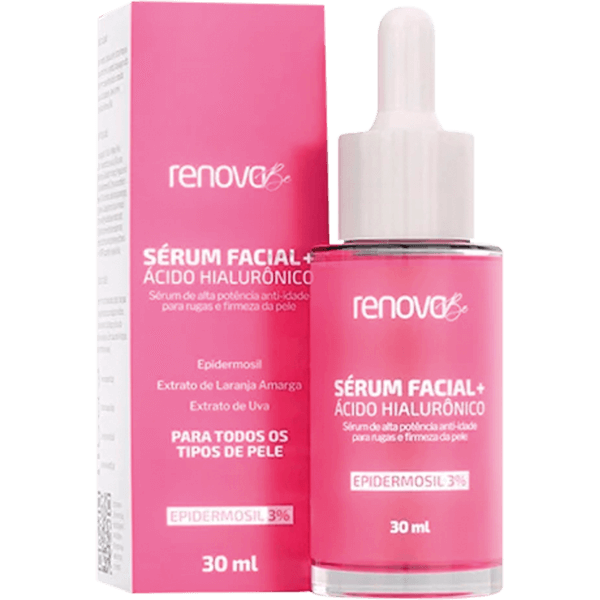 renova Be
SÉRUM FACIAL+
ÁCIDO HIALURÔNICO
Sérum de alta potência anti-idade
para rugas e firmeza da pele
Epidermosil
Extrato de Laranja Amarga
Extrato de Uva
PARA TODOS OS
TIPOS DE PELE
EPIDERMOSIL 3%
30 ml
renova Be
SÉRUM FACIAL+
ÁCIDO HIALURÔNICO
Sérum de alta potência anti-idade
para rugas e firmeza da pele
EPIDERMOSIL 3%
30 ml